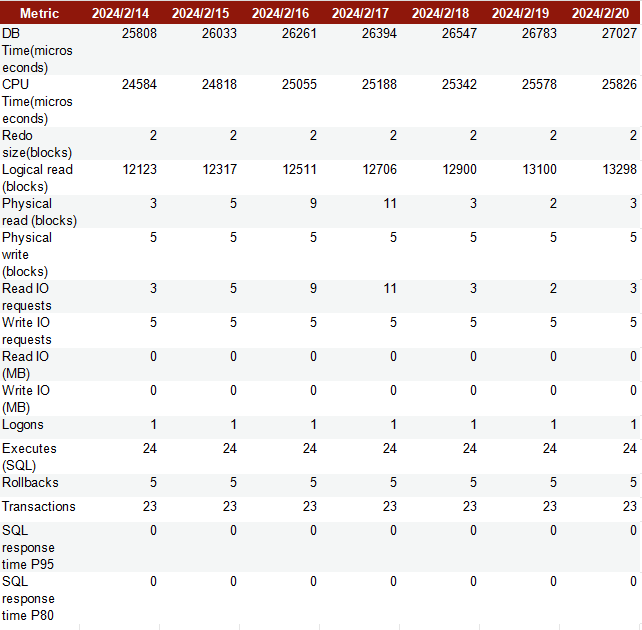 Metric 2024/2/14 2024/2/15 2024/2/16 2024/2/17 2024/2/18 2024/2/19 2024/2/20
DB 25808 26033 26261 26394 26547 26783 27027
Time(micros
econds)
CPU 24584 24818 25055 25188 25342 25578 25826
Time(micros
econds)
Redo 2 2 2 2 2 2 2
size(blocks)
Logical read 12123 12317 12511 12706 12900 13100 13298
(blocks)
Physical 3 5 9 11 3 2 3
read (blocks)
Physical 5 5 5 5 5 5 5
write
(blocks)
Read IO 3 5 9 11 3 2 3
requests
Write IO 5 5 5 5 5 5 5
requests
Read IO 0 0 0 0 0 0 0
(MB)
Write IO 0 0 0 0 0 0 0
(MB)
Logons 1 1 1 1 1 1 1
Executes 24 24 24 24 24 24 24
(SQL)
Rollbacks 5 5 5 5 5 5 5
Transactions 23 23 23 23 23 23 23
SQL 0 0 0 0 0 0 0
response
time P95
SQL 0 0 0 0 0 0 0
response
time P80